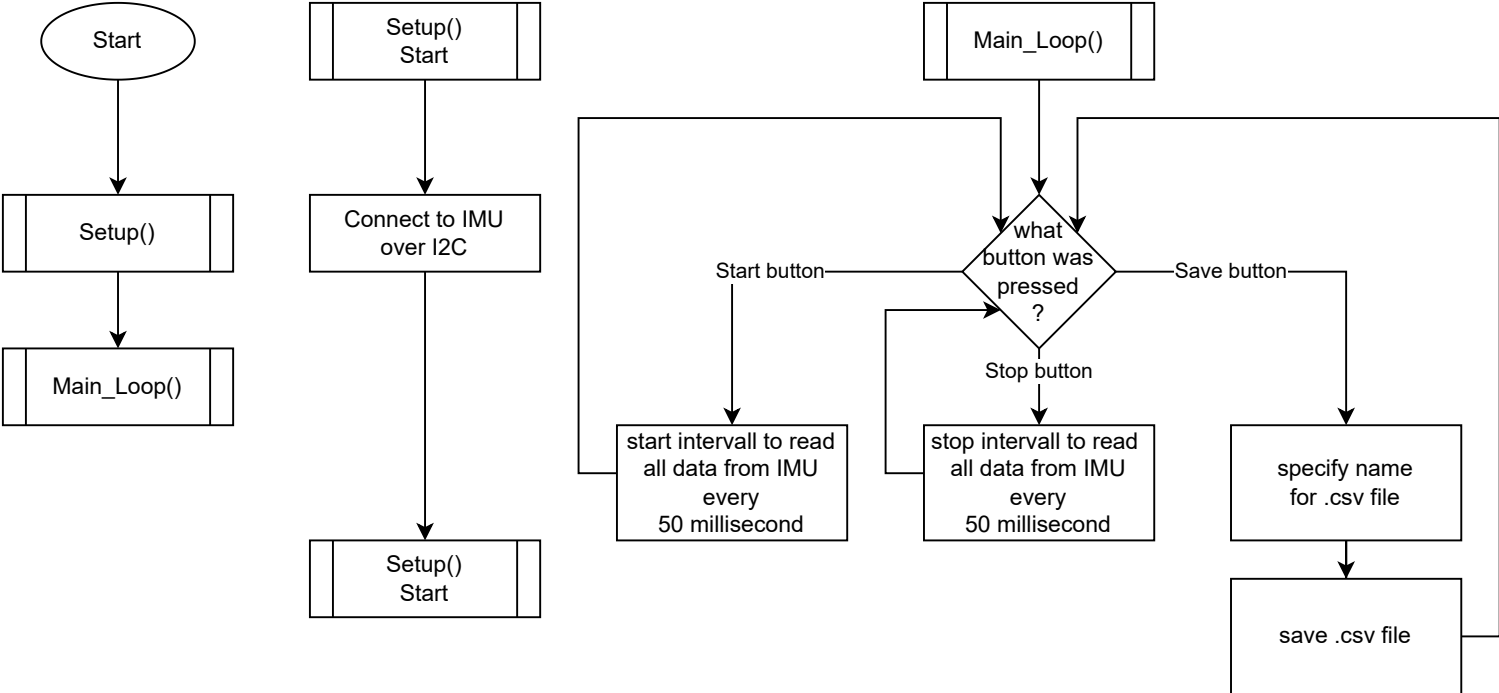 Start
Setup()
Main_Loop()
Setup()
Start
Connect to IMU
over I2C
Setup()
Start
Main_Loop()
what
button was
pressed
?
Start button
Stop button
Save button
start intervall to read
all data from IMU
every
50 millisecond
stop intervall to read
all data from IMU
every
50 millisecond
specify name
for .csv file
save .csv file